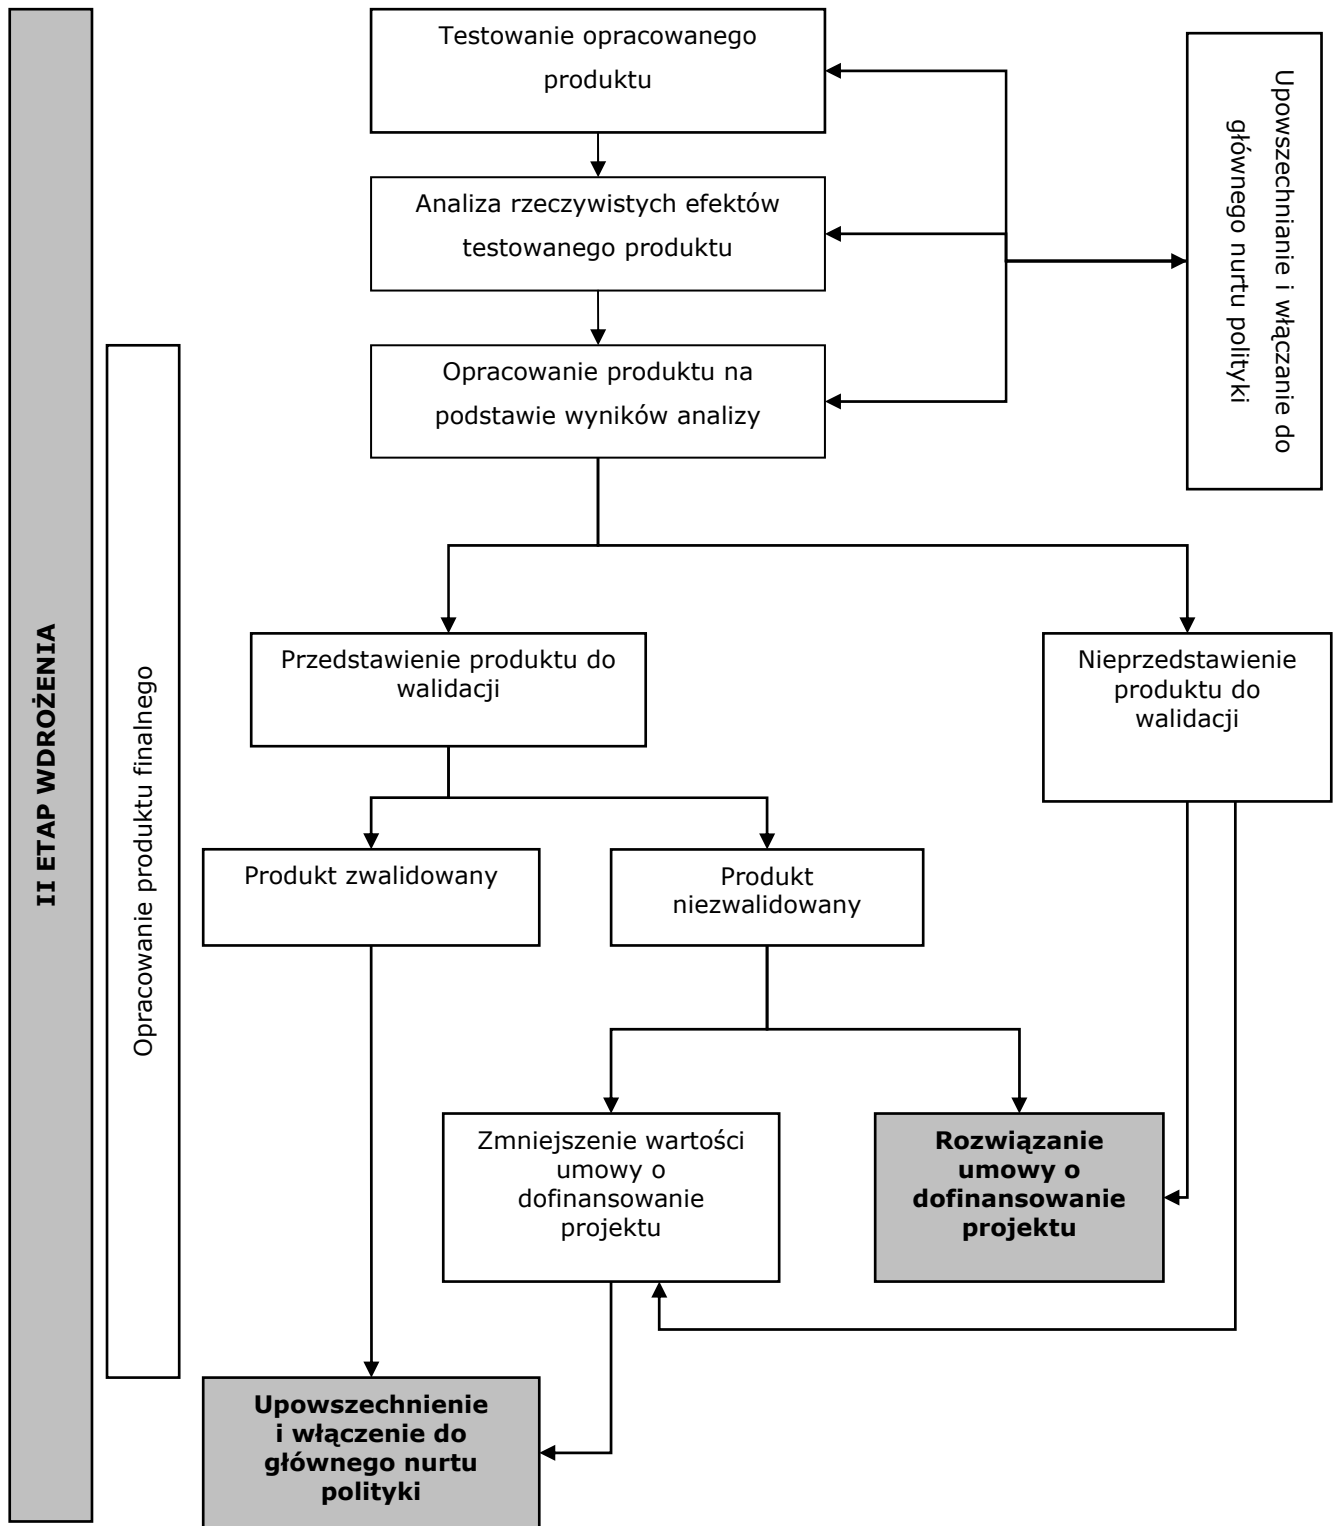 Testowanie opracowanego
produktu
Upowszechnianie i włączanie do
głównego nurtu polityki
Analiza rzeczywistych efektów
testowanego produktu
Opracowanie produktu na
podstawie wyników analizy
II ETAP WDROŻENIA
Opracowanie produktu finalnego
Przedstawienie produktu do
walidacji
Nieprzedstawienie
produktu do
walidacji
Produkt zwalidowany
Produkt
niezwalidowany
Zmniejszenie wartości
umowy o
dofinansowanie
projektu
Rozwiązanie
umowy o
dofinansowanie
projektu
Upowszechnienie
i włączenie do
głównego nurtu
polityki